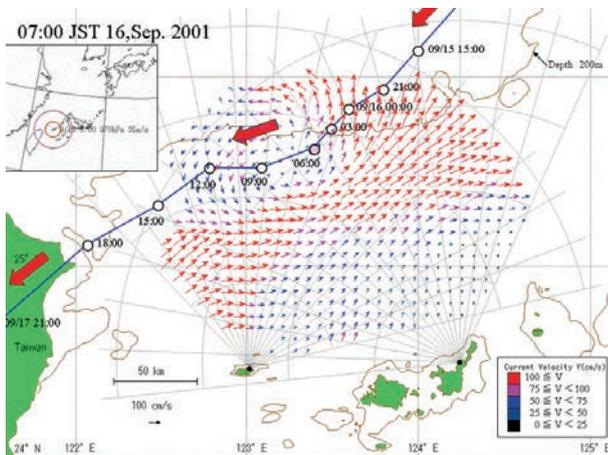 07:00 JST 16,Sep. 2001
09/15 15:00
Depth 200m
21:00
09/16 00:00
03:00
06:00
09:00
12:00
15:00
18:00
25°
09/17 21:00
Taiwan
50 km
100 cm/s
Current Velocity V(cm/s)
100 ≦ V
75 ≦ V < 100
50 ≦ V < 75
25 ≦ V < 50
0 ≦ V < 25
24° N 122° E 123° E 124° E 125° E